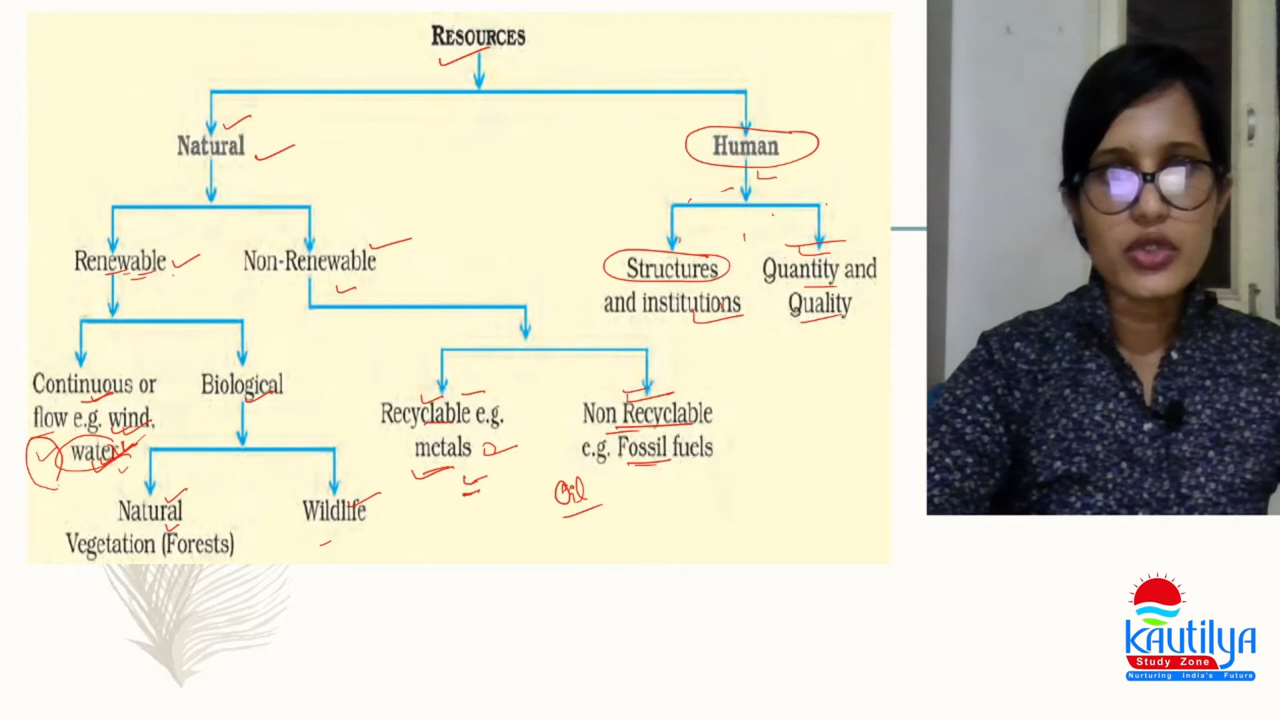 RESOURCES
Natural
Human
Renewable
Non-Renewable
Structures
and institutions
Quantity and
Quality
Continuous or
flow e.g. wind,
water
Biological
Recyclable e.g.
metals
Non Recyclable
e.g. Fossil fuels
Oil
Natural
Vegetation (Forests)
Wildlife
Kautilya
Study Zone
Nurturing India's Future